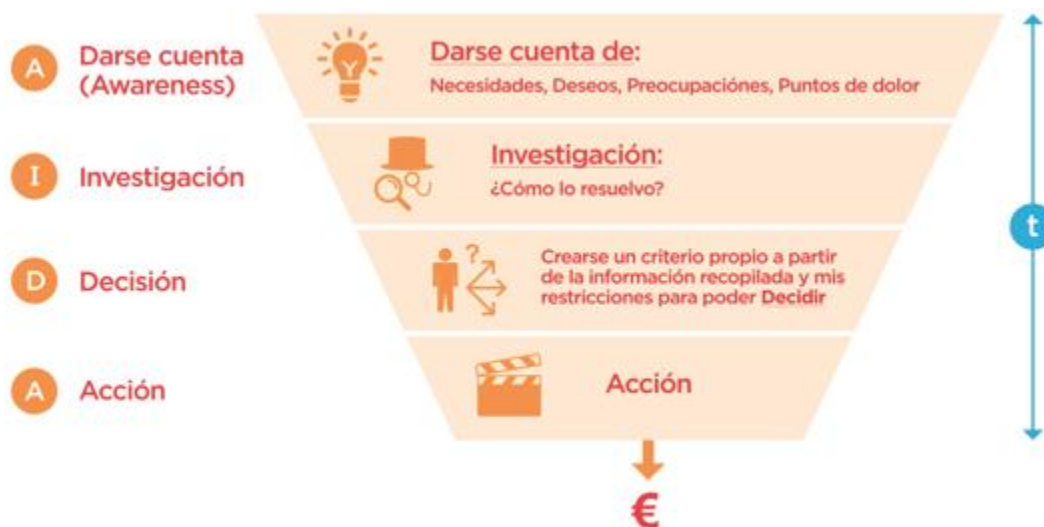 A
Darse cuenta
(Awareness)
Darse cuenta de:
Necesidades, Deseos, Preocupaciónes, Puntos de dolor
I
Investigación
Investigación:
¿Cómo lo resuelvo?
D
Decisión
?
Crearse un criterio propio a partir
de la información recopilada y mis
restricciones para poder Decidir
A
Acción
Acción
t
€